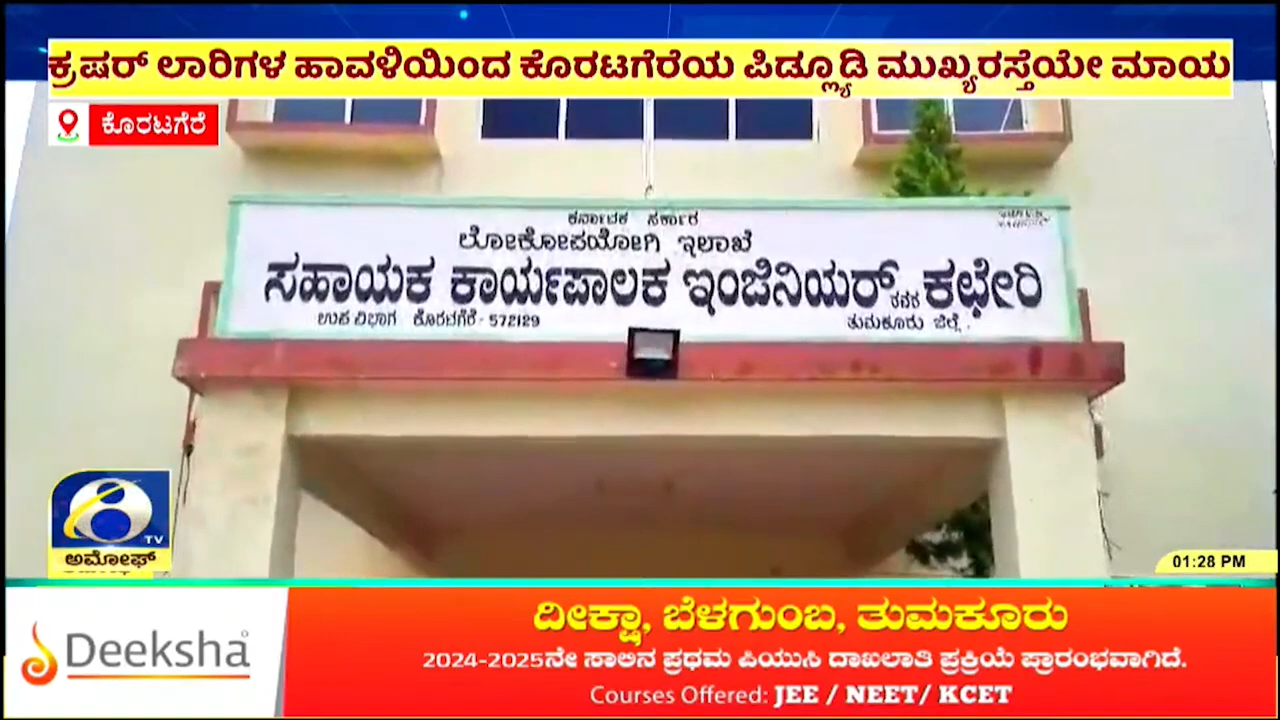 ಕ್ರಷರ್ ಲಾರಿಗಳ ಹಾವಳಿಯಿಂದ ಕೊರಟಗೆರೆಯ ಪಿಡ್ಲ್ಯೂಡಿ ಮುಖ್ಯರಸ್ತೆಯೇ ಮಾಯ
ಕೊರಟಗೆರೆ
ಕರ್ನಾಟಕ ಸರ್ಕಾರ
ಲೋಕೋಪಯೋಗಿ ಇಲಾಖೆ
ಸಹಾಯಕ ಕಾರ್ಯಪಾಲಕ ಇಂಜಿನಿಯರ್ ರವರ ಕಛೇರಿ
ಉಪ ವಿಭಾಗ ಕೊರಟಗೆರೆ - 572129 ತುಮಕೂರು ಜಿಲ್ಲೆ.
TV
ಅಮೋಘ್
01:28 PM
Deeksha
ದೀಕ್ಷಾ, ಬೆಳಗುಂಬ, ತುಮಕೂರು
2024-2025ನೇ ಸಾಲಿನ ಪ್ರಥಮ ಪಿಯುಸಿ ದಾಖಲಾತಿ ಪ್ರಕ್ರಿಯೆ ಪ್ರಾರಂಭವಾಗಿದೆ.
Courses Offered: JEE / NEET/ KCET